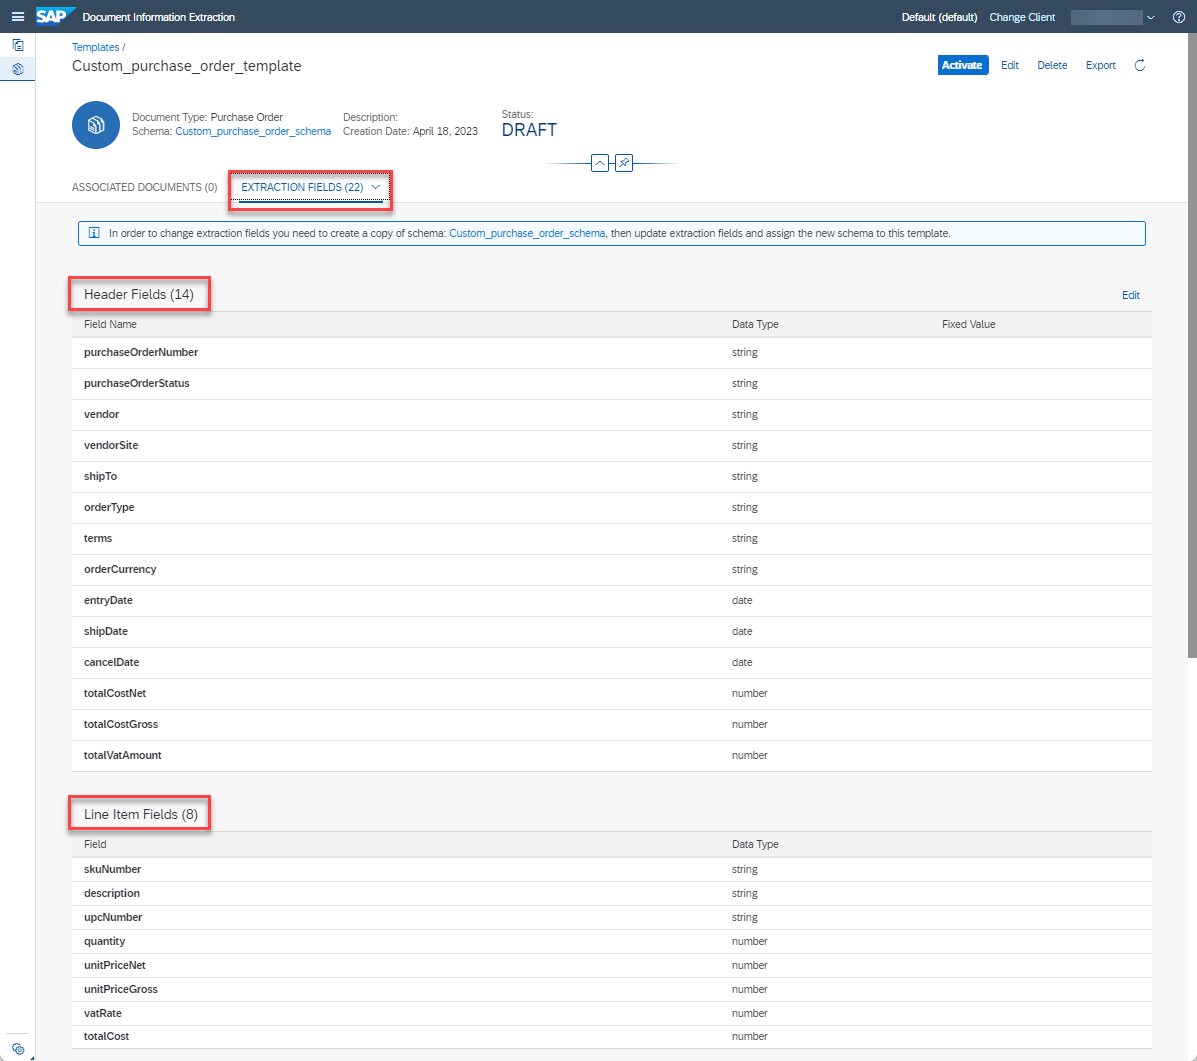 SAP Document Information Extraction Default (default) Change Client
Templates /
Custom_purchase_order_template
Activate Edit Delete Export
Document Type: Purchase Order Description:
Schema: Custom_purchase_order_schema Creation Date: April 18, 2023
Status:
DRAFT
ASSOCIATED DOCUMENTS (0) EXTRACTION FIELDS (22)
In order to change extraction fields you need to create a copy of schema: Custom_purchase_order_schema, then update extraction fields and assign the new schema to this template.
Header Fields (14) Edit
Field Name Data Type Fixed Value
purchaseOrderNumber string
purchaseOrderStatus string
vendor string
vendorSite string
shipTo string
orderType string
terms string
orderCurrency string
entryDate date
shipDate date
cancelDate date
totalCostNet number
totalCostGross number
totalVatAmount number
Line Item Fields (8)
Field Data Type
skuNumber string
description string
upcNumber string
quantity number
unitPriceNet number
unitPriceGross number
vatRate number
totalCost number